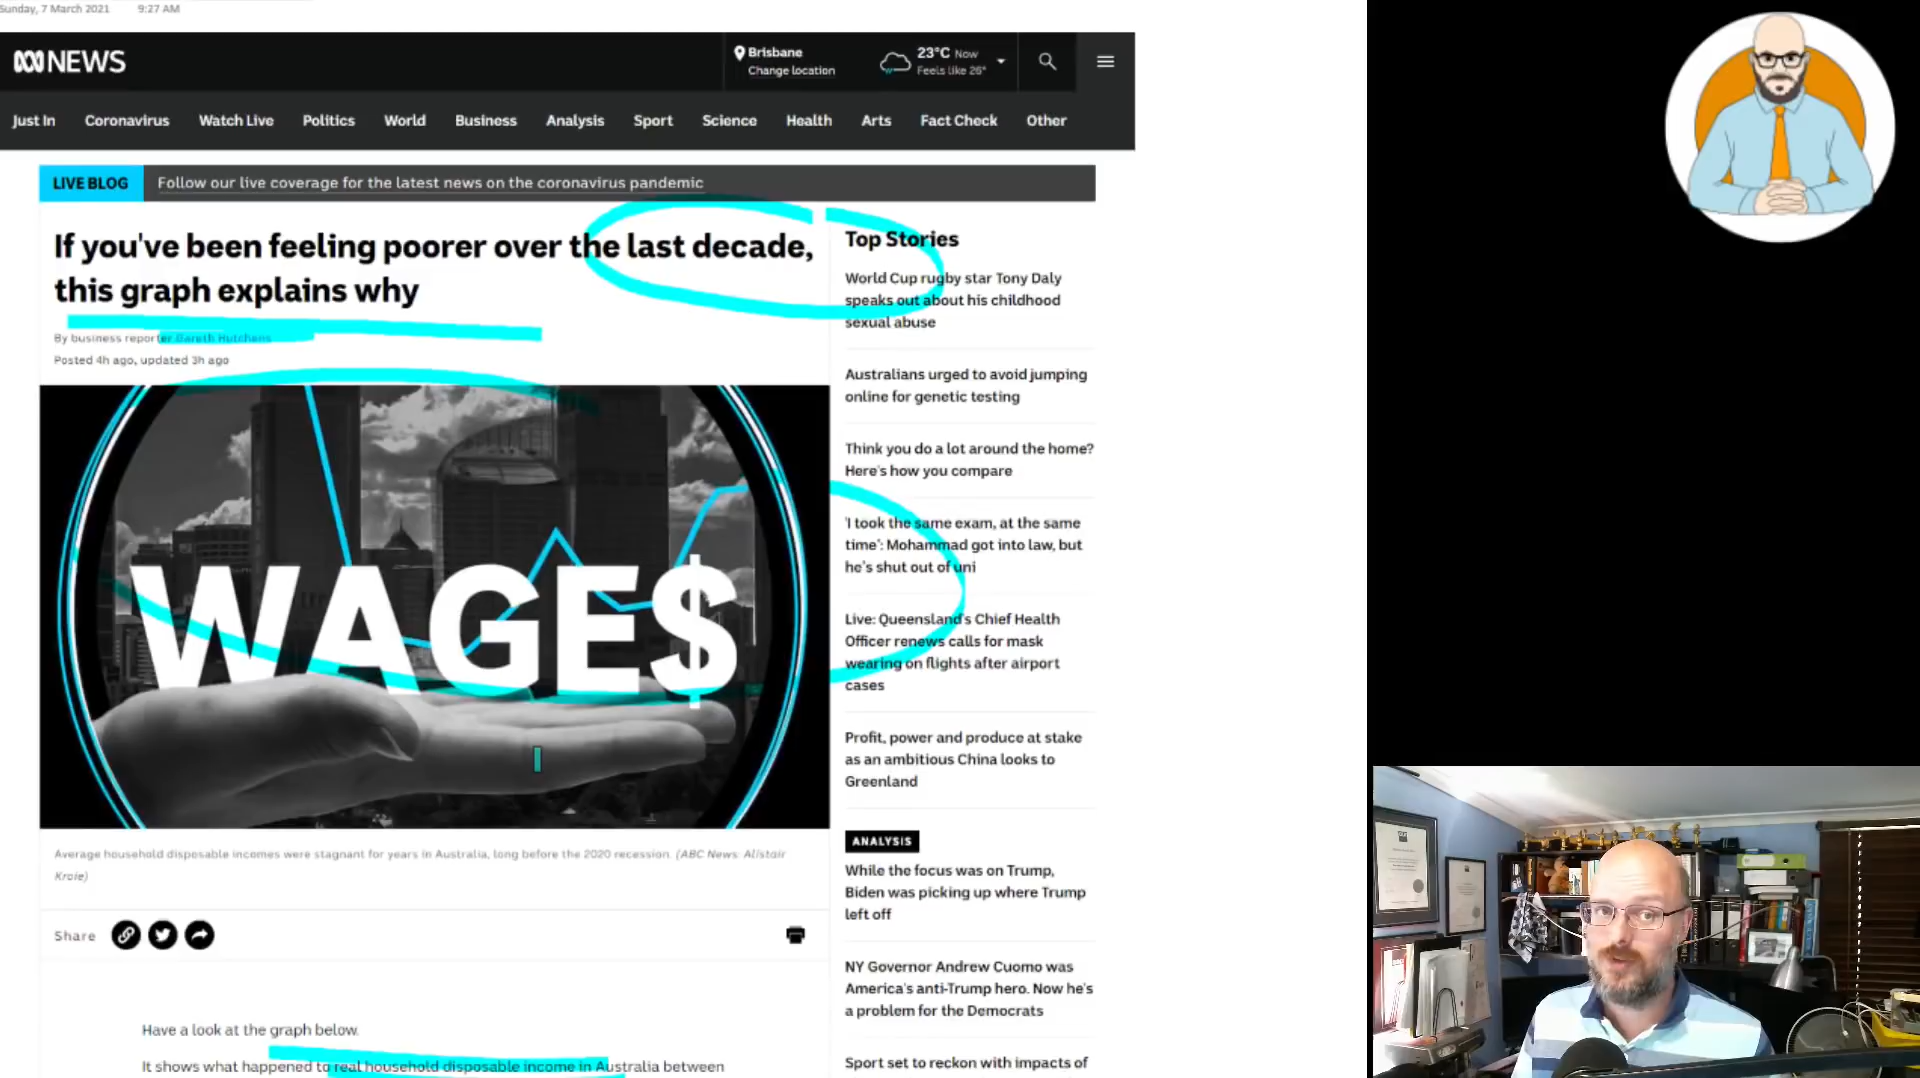 Sunday, 7 March 2021 9:27 AM
NEWS
Brisbane
Change location
23°C Now
Feels like 26°
Just In Coronavirus Watch Live Politics World Business Analysis Sport Science Health Arts Fact Check Other
LIVE BLOG Follow our live coverage for the latest news on the coronavirus pandemic
If you've been feeling poorer over the last decade,
this graph explains why
By business reporter Gareth Hutchens
Posted 4h ago, updated 3h ago
WAGE$
Average household disposable incomes were stagnant for years in Australia, long before the 2020 recession. (ABC News: Alistair
Kroie)
Share
Have a look at the graph below.
It shows what happened to real household disposable income in Australia between
Top Stories
World Cup rugby star Tony Daly
speaks out about his childhood
sexual abuse
Australians urged to avoid jumping
online for genetic testing
Think you do a lot around the home?
Here's how you compare
'I took the same exam, at the same
time': Mohammad got into law, but
he's shut out of uni
Live: Queensland's Chief Health
Officer renews calls for mask
wearing on flights after airport
cases
Profit, power and produce at stake
as an ambitious China looks to
Greenland
ANALYSIS
While the focus was on Trump,
Biden was picking up where Trump
left off
NY Governor Andrew Cuomo was
America's anti-Trump hero. Now he's
a problem for the Democrats
Sport set to reckon with impacts of